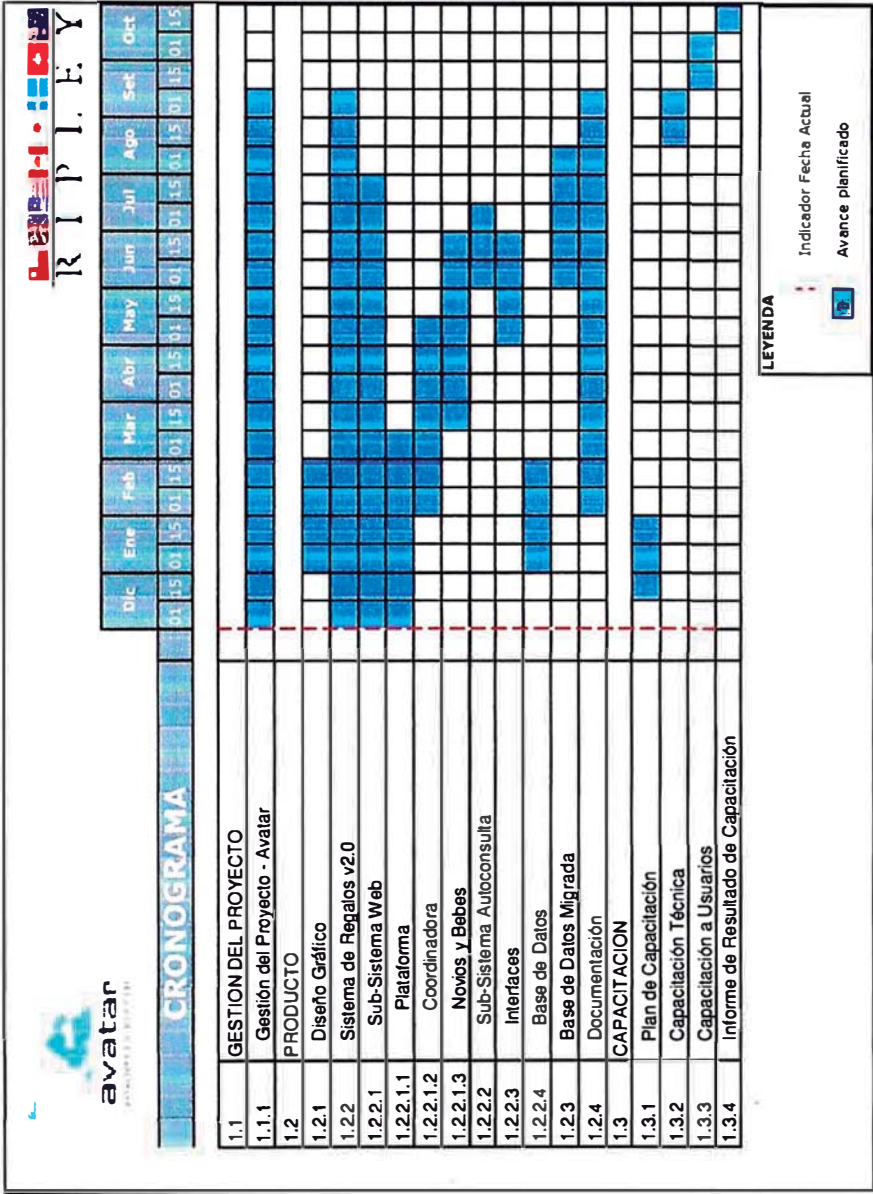 avatar
RIPLEY
Dic Ene Feb Mar Abr May Jun Jul Ago Set Oct
CRONOGRAMA 01 15 01 15 01 15 01 15 01 15 01 15 01 15 01 15 01 15 01 15 01 15
1.1 GESTION DEL PROYECTO
1.1.1 Gestión del Proyecto - Avatar
1.2 PRODUCTO
1.2.1 Diseño Gráfico
1.2.2 Sistema de Regalos v2.0
1.2.2.1 Sub-Sistema Web
1.2.2.1.1 Plataforma
1.2.2.1.2 Coordinadora
1.2.2.1.3 Novios y Bebes
1.2.2.2 Sub-Sistema Autoconsulta
1.2.2.3 Interfaces
1.2.2.4 Base de Datos
1.2.3 Base de Datos Migrada
1.2.4 Documentación
1.3 CAPACITACION
1.3.1 Plan de Capacitación
1.3.2 Capacitación Técnica
1.3.3 Capacitación a Usuarios
1.3.4 Informe de Resultado de Capacitación
LEYENDA
Indicador Fecha Actual
Avance planificado